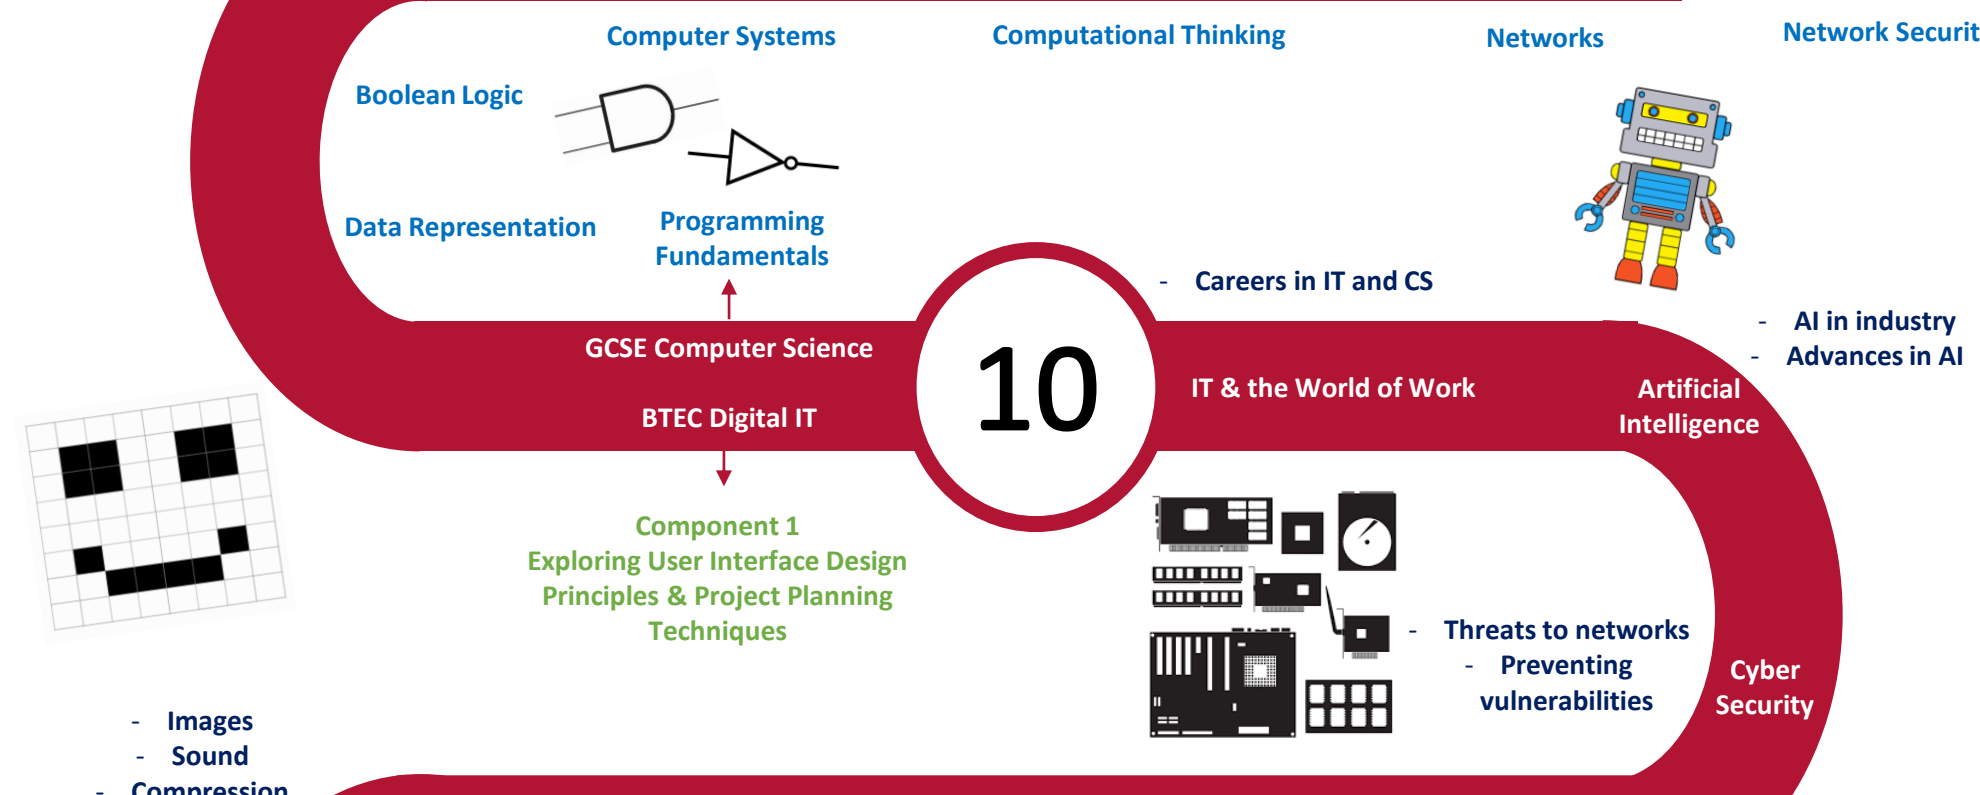 Computer Systems
Computational Thinking
Networks
Network Securit
Boolean Logic
Data Representation
Programming
Fundamentals
- Careers in IT and CS
- AI in industry
- Advances in AI
GCSE Computer Science
BTEC Digital IT
10
IT & the World of Work
Artificial
Intelligence
Component 1
Exploring User Interface Design
Principles & Project Planning
Techniques
- Threats to networks
- Preventing
vulnerabilities
Cyber
Security
- Images
- Sound
- Compression